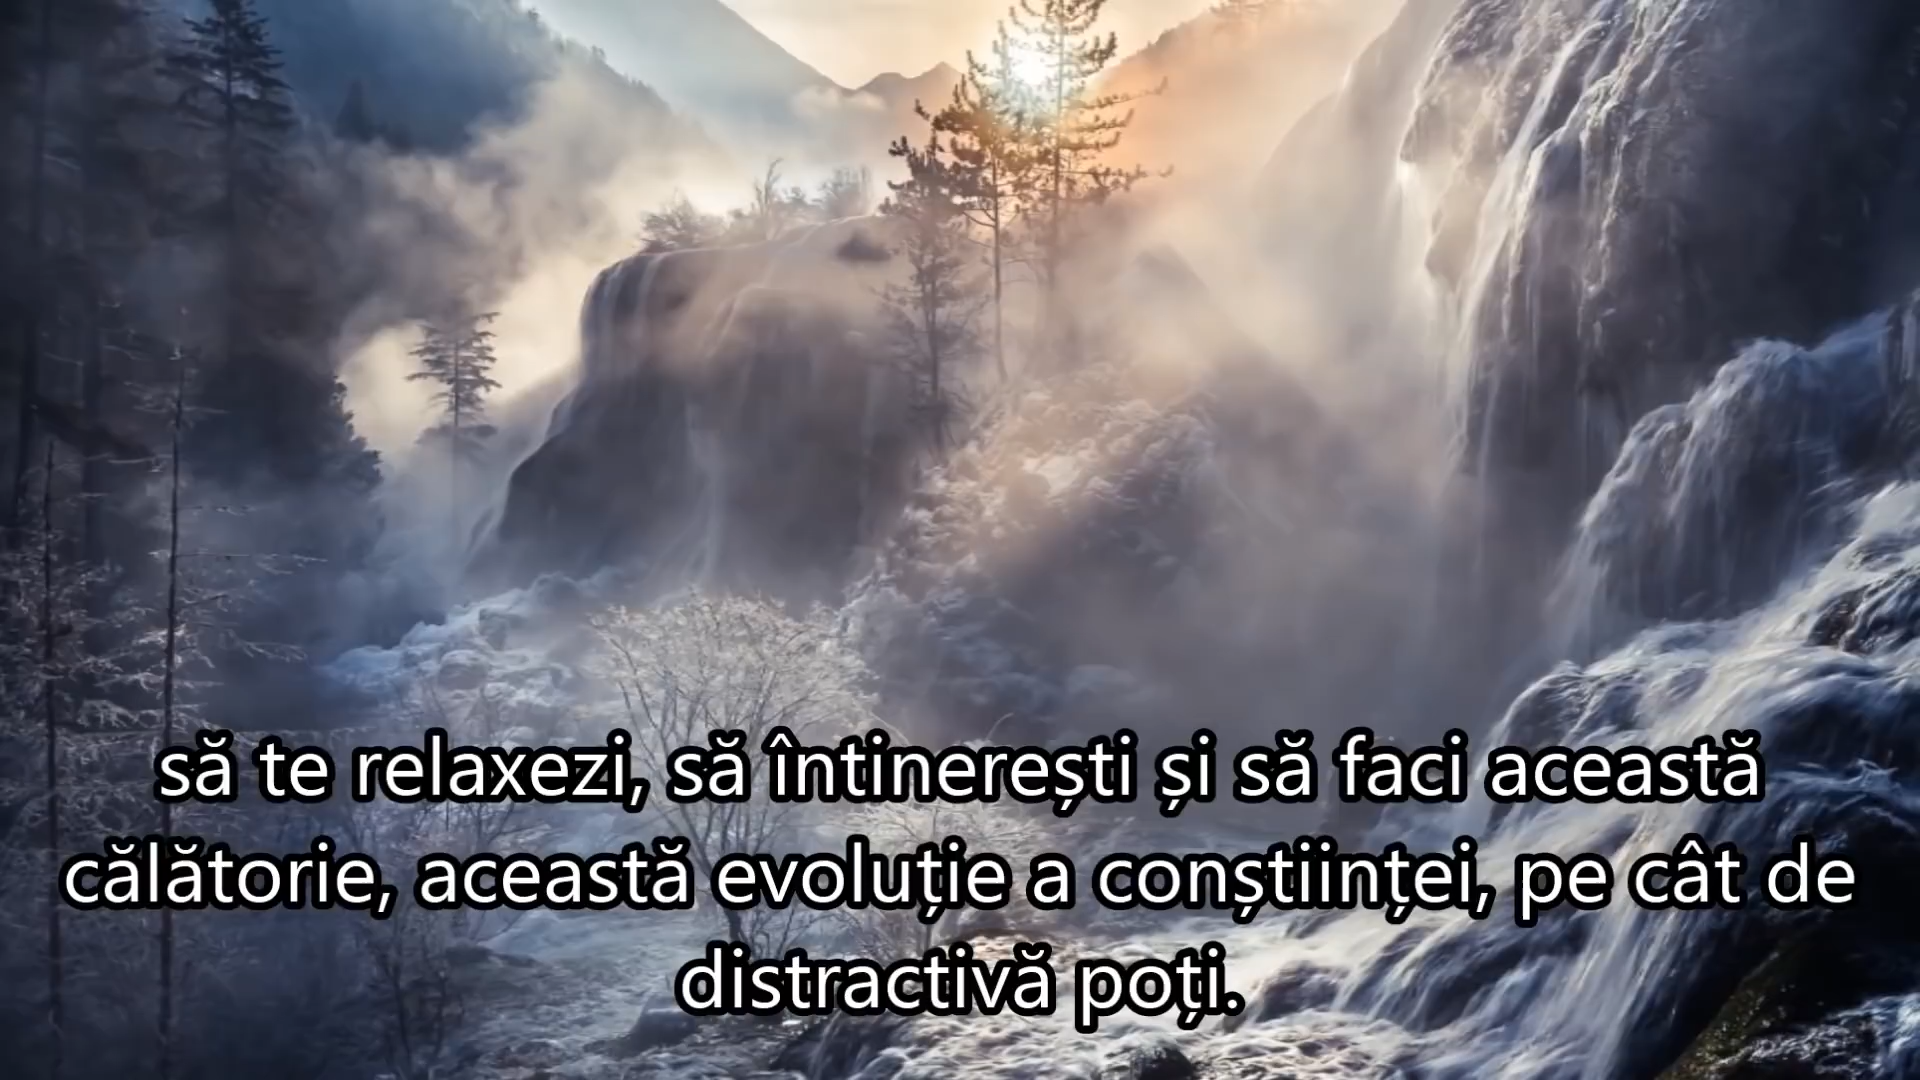 să te relaxezi, să întinerești și să faci această
călătorie, această evoluție a conștiinței, pe cât de
distractivă poți.